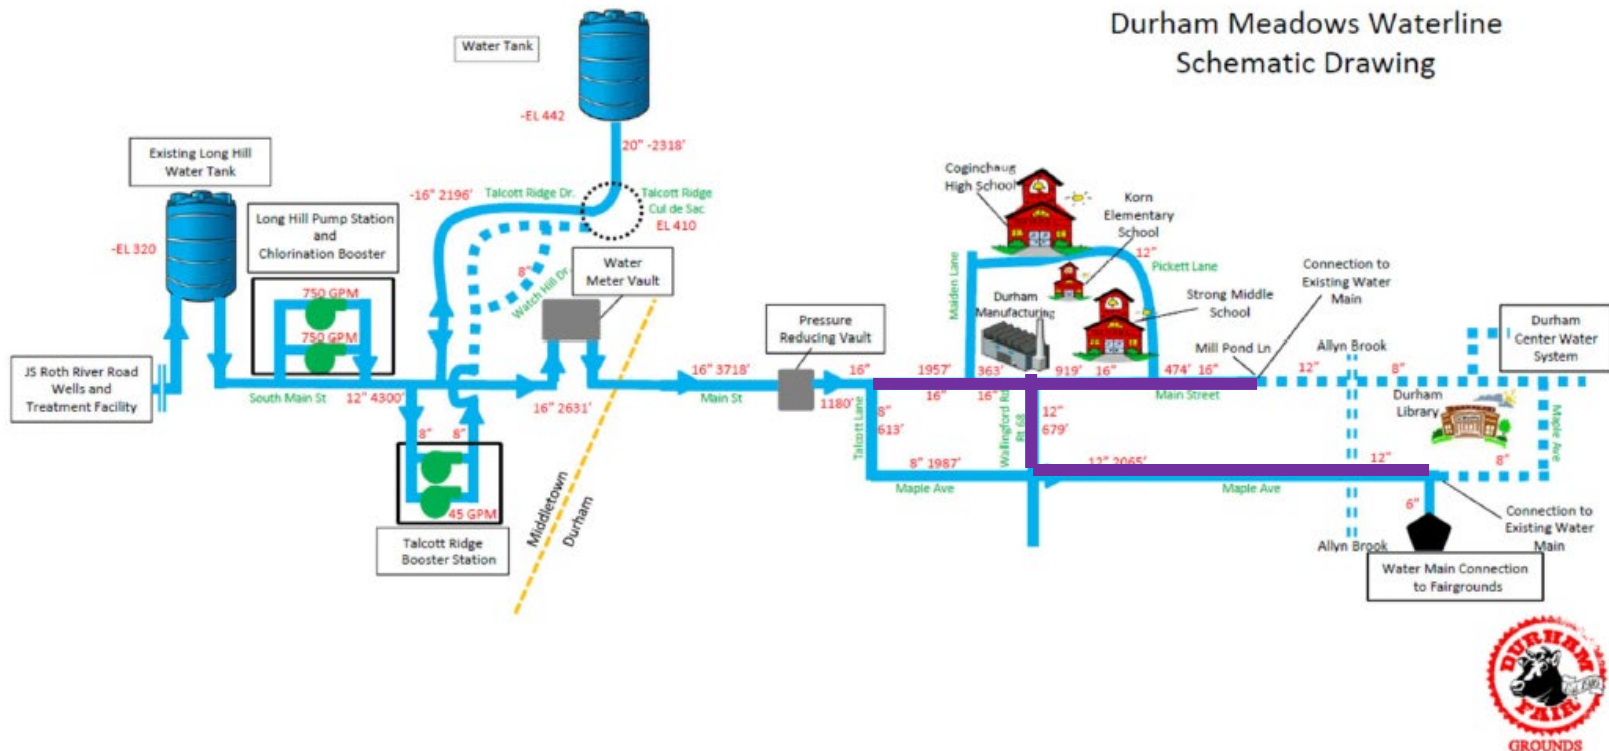 Durham Meadows Waterline
Schematic Drawing
Water Tank
-EL 442
20" -2318'
Existing Long Hill
Water Tank
-EL 320
Long Hill Pump Station
and
Chlorination Booster
750 GPM
750 GPM
-16" 2196'
Talcott Ridge Dr.
Talcott Ridge
Cul de Sac
EL 410
8"
Watch Hill Dr.
Water
Meter Vault
JS Roth River Road
Wells and
Treatment Facility
South Main St
12" 4300'
16" 2631'
8"
8"
45 GPM
Talcott Ridge
Booster Station
Middletown
Durham
16" 3718'
Main St
Pressure
Reducing Vault
1180'
16"
Talcott Lane
8"
613'
8" 1987'
Maple Ave
Coginchaug
High School
Korn
Elementary
School
12"
Pickett Lane
Maiden Lane
Durham
Manufacturing
Strong Middle
School
Connection to
Existing Water
Main
Mill Pond Ln
1957'
363'
919'
16"
474'
16"
16"
16"
Main Street
Wallingford Rd
Rt 68
12"
679'
12" 2065'
Maple Ave
12"
12"
Allyn Brook
8"
Durham
Center Water
System
Durham
Library
Maple Ave
8"
6"
Connection to
Existing Water
Main
Allyn Brook
Water Main Connection
to Fairgrounds
DURHAM
FAIR
GROUNDS